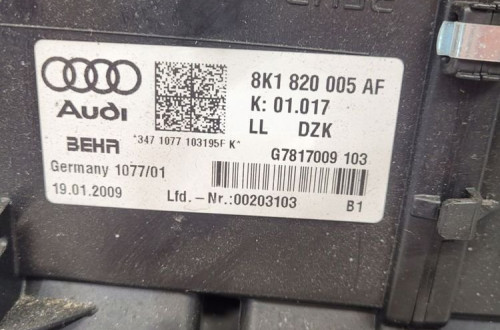 8K1 820 005 AF
Audi
K: 01.017
LL DZK
BEHR
*347 1077 103195F K*
G7817009 103
Germany 1077/01
19.01.2009
Lfd.-Nr.:00203103
B1